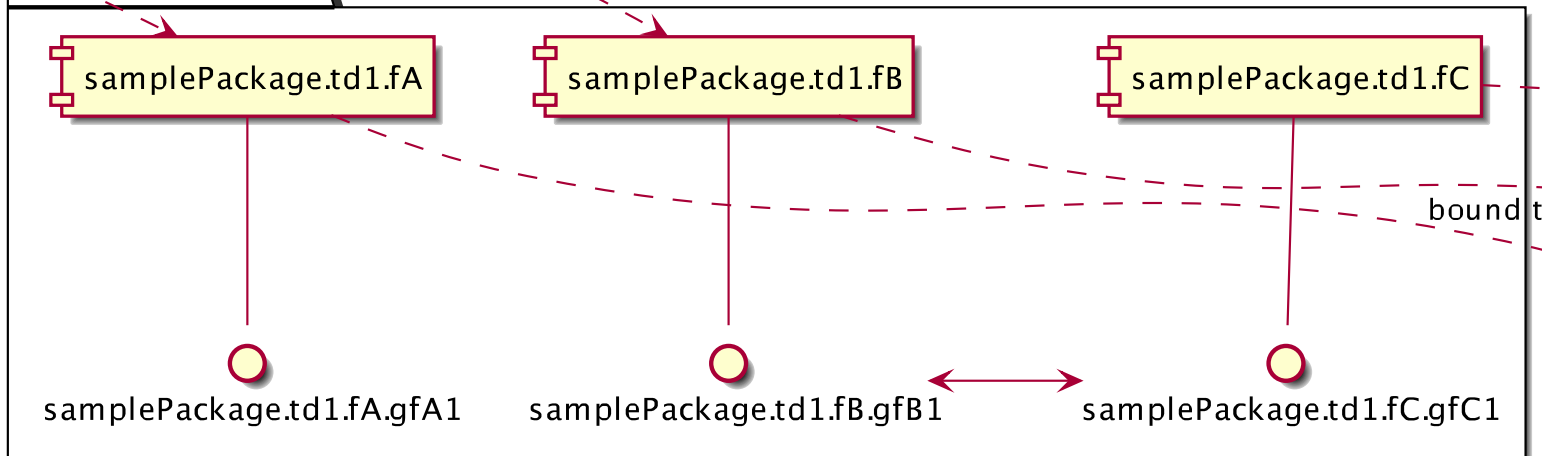 samplePackage.td1.fA
samplePackage.td1.fB
samplePackage.td1.fC
bound t
samplePackage.td1.fA.gfA1
samplePackage.td1.fB.gfB1
samplePackage.td1.fC.gfC1